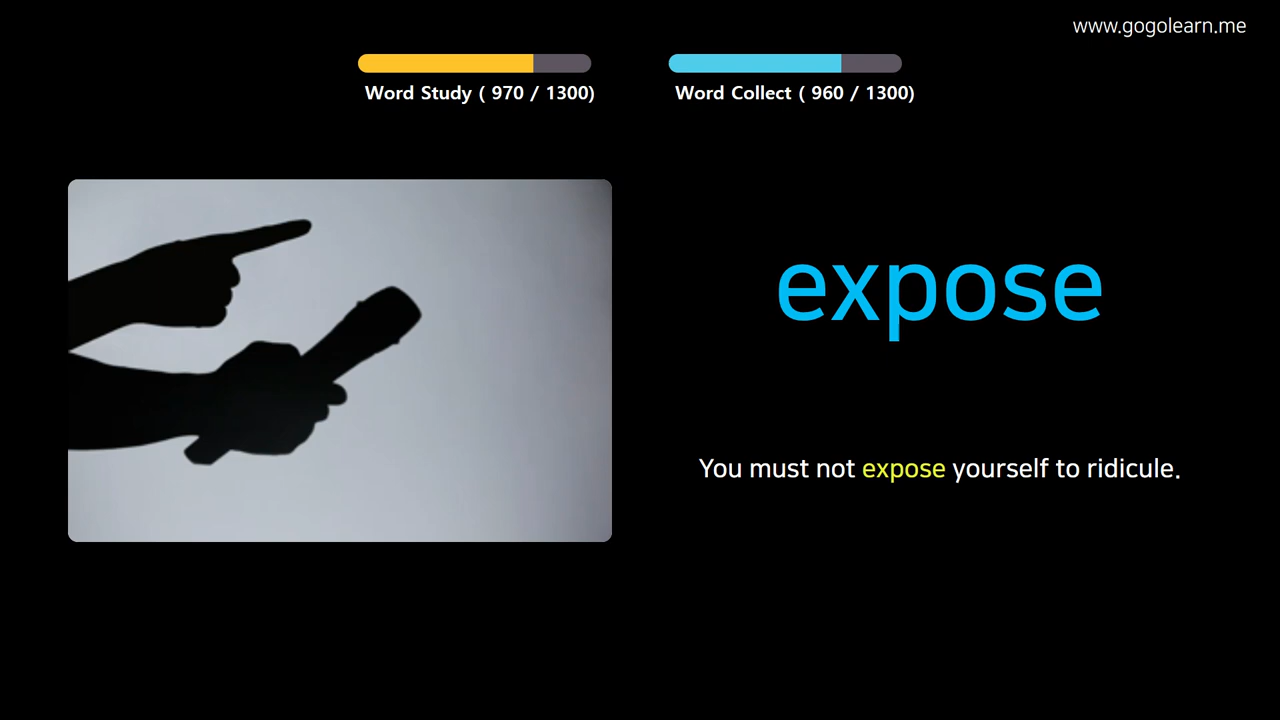 www.gogolearn.me
Word Study ( 970 / 1300)
Word Collect ( 960 / 1300)
expose
You must not expose yourself to ridicule.